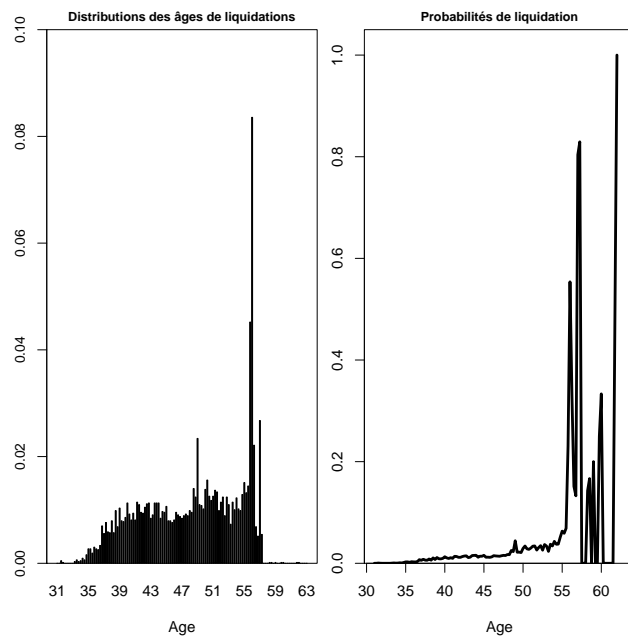 Distributions des âges de liquidations
0.00 0.02 0.04 0.06 0.08 0.10
31 35 39 43 47 51 55 59 63
Age
Probabilités de liquidation
0.0 0.2 0.4 0.6 0.8 1.0
30 35 40 45 50 55 60
Age